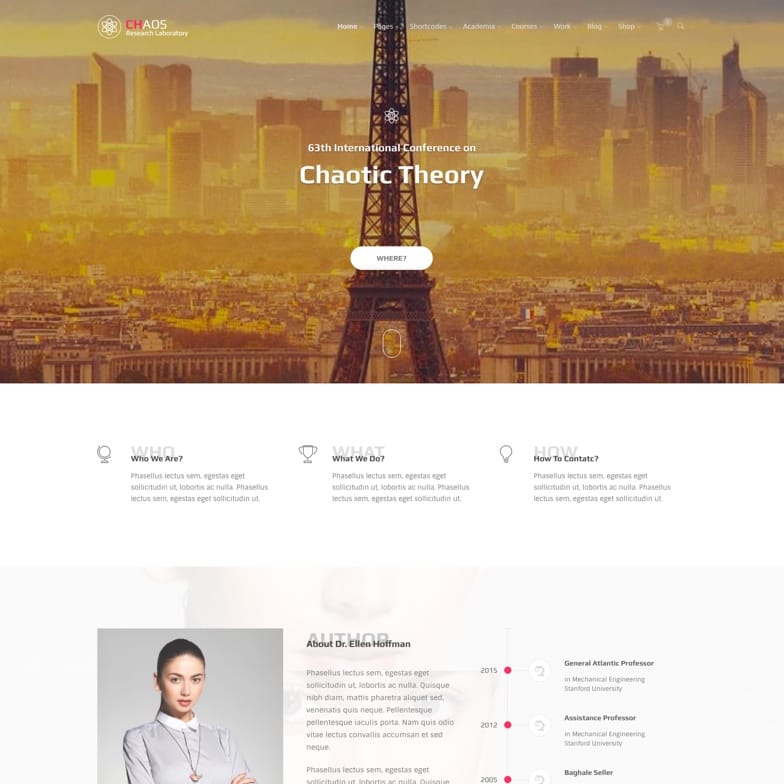 CHAOS
Research Laboratory
Home Pages Shortcodes Academia Courses Work Blog Shop 0
63th International Conference on
Chaotic Theory
WHERE?
WHO
Who We Are?
Phasellus lectus sem, egestas eget
sollicitudin ut, lobortis ac nulla. Phasellus
lectus sem, egestas eget sollicitudin ut.
WHAT
What We Do?
Phasellus lectus sem, egestas eget
sollicitudin ut, lobortis ac nulla. Phasellus
lectus sem, egestas eget sollicitudin ut.
HOW
How To Contatc?
Phasellus lectus sem, egestas eget
sollicitudin ut, lobortis ac nulla. Phasellus
lectus sem, egestas eget sollicitudin ut.
AUTHOR
About Dr. Ellen Hoffman
Phasellus lectus sem, egestas eget
sollicitudin ut, lobortis ac nulla. Quisque
nibh diam, mattis pharetra aliquet sed,
venenatis quis neque. Pellentesque
pellentesque iaculis porta. Nam quis odio
vitae lectus convallis accumsan et sed
neque.
Phasellus lectus sem, egestas eget
sollicitudin ut, lobortis ac nulla. Quisque
2015
General Atlantic Professor
in Mechanical Engineering
Stanford University
2012
Assistance Professor
in Mechanical Engineering
Stanford University
2005
Baghale Seller